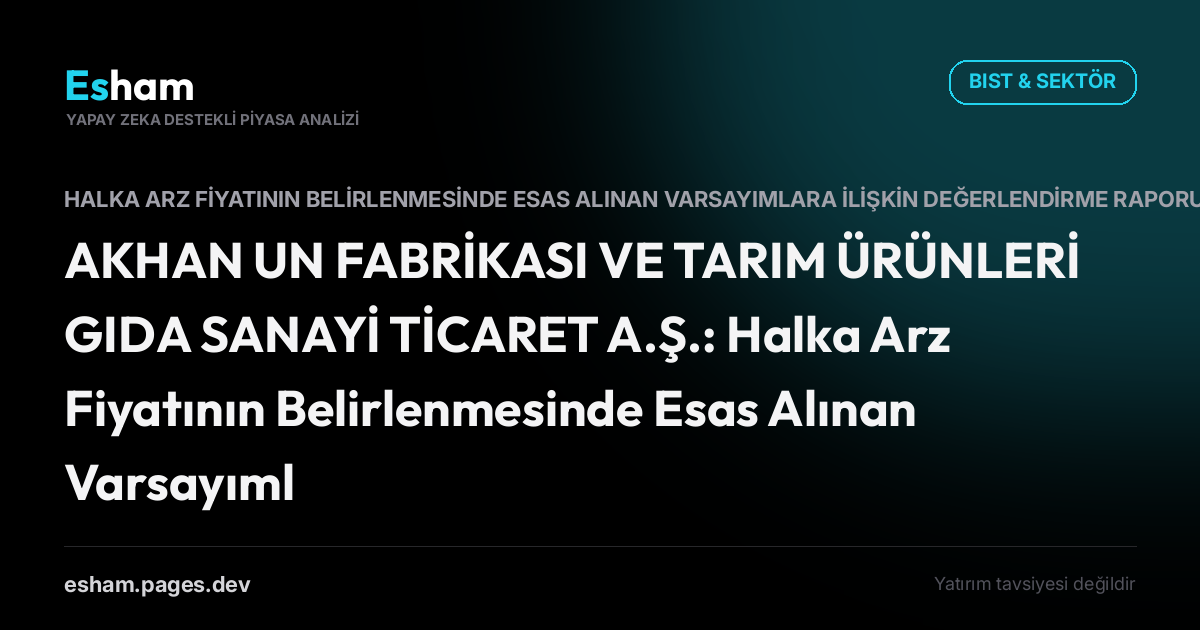 Esham
YAPAY ZEKA DESTEKLİ PİYASA ANALİZİ
BIST & SEKTÖR
HALKA ARZ FİYATININ BELİRLENMESİNDE ESAS ALINAN VARSAYIMLARA İLİŞKİN DEĞERLENDİRME RAPORU
AKHAN UN FABRİKASI VE TARIM ÜRÜNLERİ
GIDA SANAYİ TİCARET A.Ş.: Halka Arz
Fiyatının Belirlenmesinde Esas Alınan
Varsayıml
esham.pages.dev
Yatırım tavsiyesi değildir